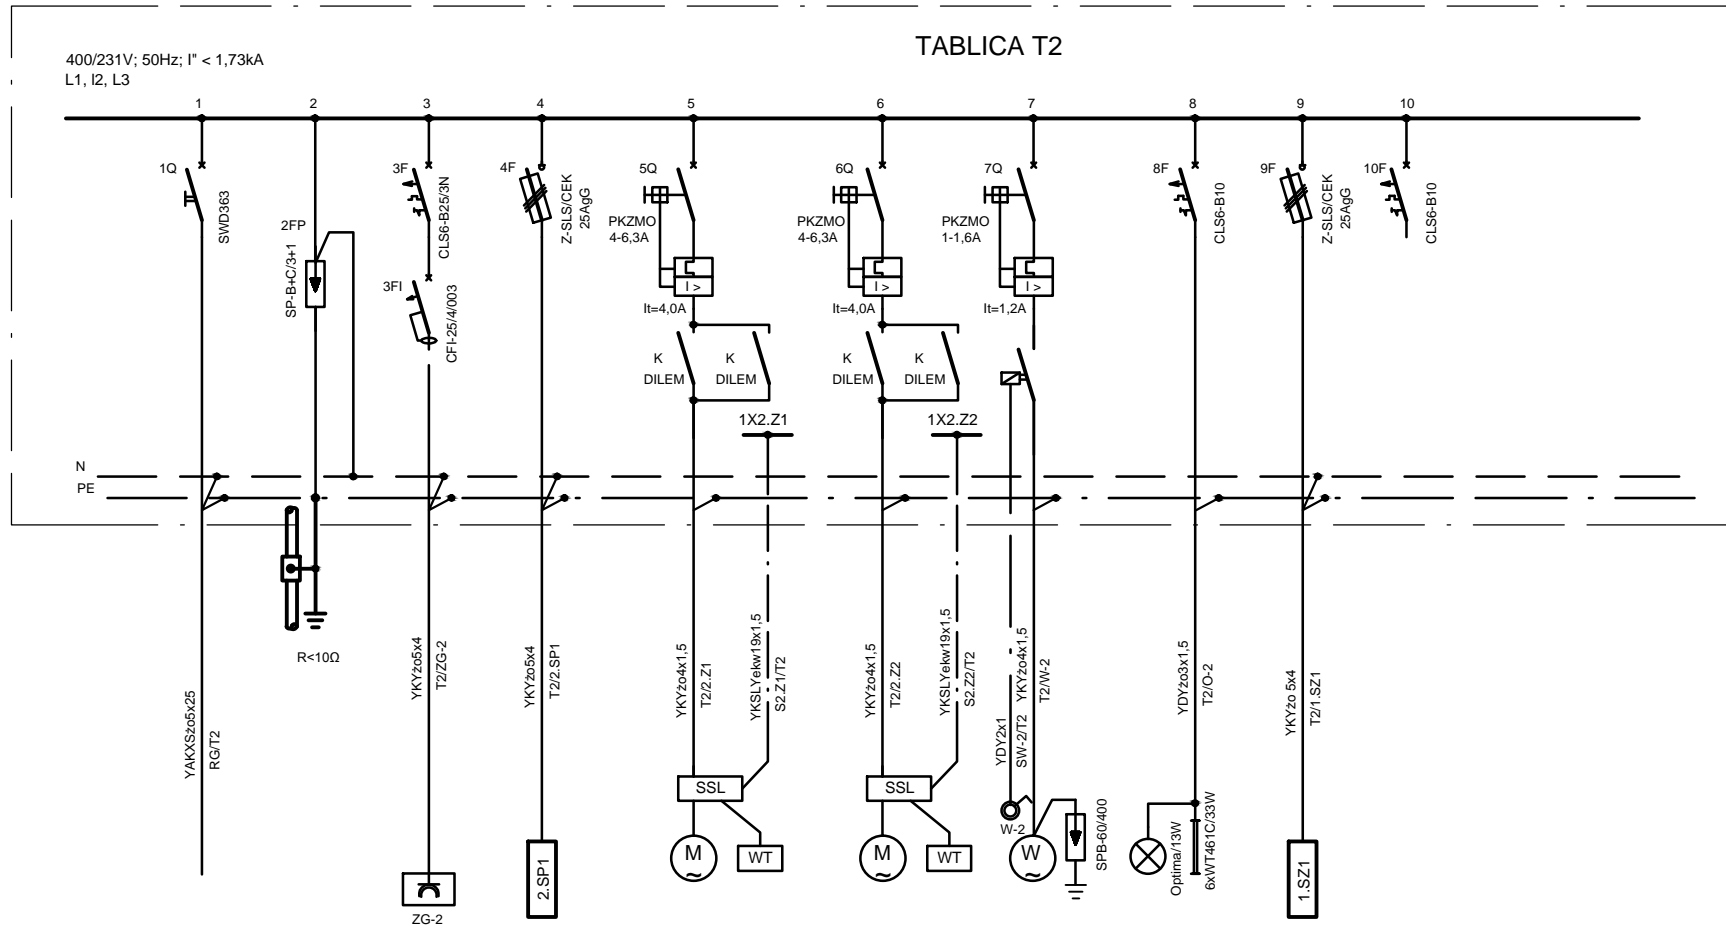 TABLICA T2
400/231V; 50Hz; I" < 1,73kA
L1, l2, L3
1
2
3
4
5
6
7
8
9
10
1Q
SWD363
2FP
SP-B+C/3+1
3F
CLS6-B25/3N
3FI
CFI-25/4/003
4F
Z-SLS/CEK
25AgG
5Q
PKZMO
4-6,3A
I >
It=4,0A
K
DILEM
K
DILEM
1X2.Z1
6Q
PKZMO
4-6,3A
I >
It=4,0A
K
DILEM
K
DILEM
1X2.Z2
7Q
PKZMO
1-1,6A
I >
It=1,2A
8F
CLS6-B10
9F
Z-SLS/CEK
25AgG
10F
CLS6-B10
N
PE
R<10Ω
YAKXSżo5x25
RG/T2
YKYżo5x4
T2/ZG-2
YKYżo5x4
T2/2.SP1
YKYżo4x1,5
T2/2.Z1
YKSLYekw19x1,5
S2.Z1/T2
YKYżo4x1,5
T2/2.Z2
YKSLYekw19x1,5
S2.Z2/T2
YDY2x1
SW-2/T2
YKYżo4x1,5
T2/W-2
YDYżo3x1,5
T2/O-2
YKYżo 5x4
T2/1.SZ1
ZG-2
2.SP1
SSL
M
~
WT
SSL
M
~
WT
W-2
W
~
SPB-60/400
Optima/13W
6xWT461C/33W
1.SZ1